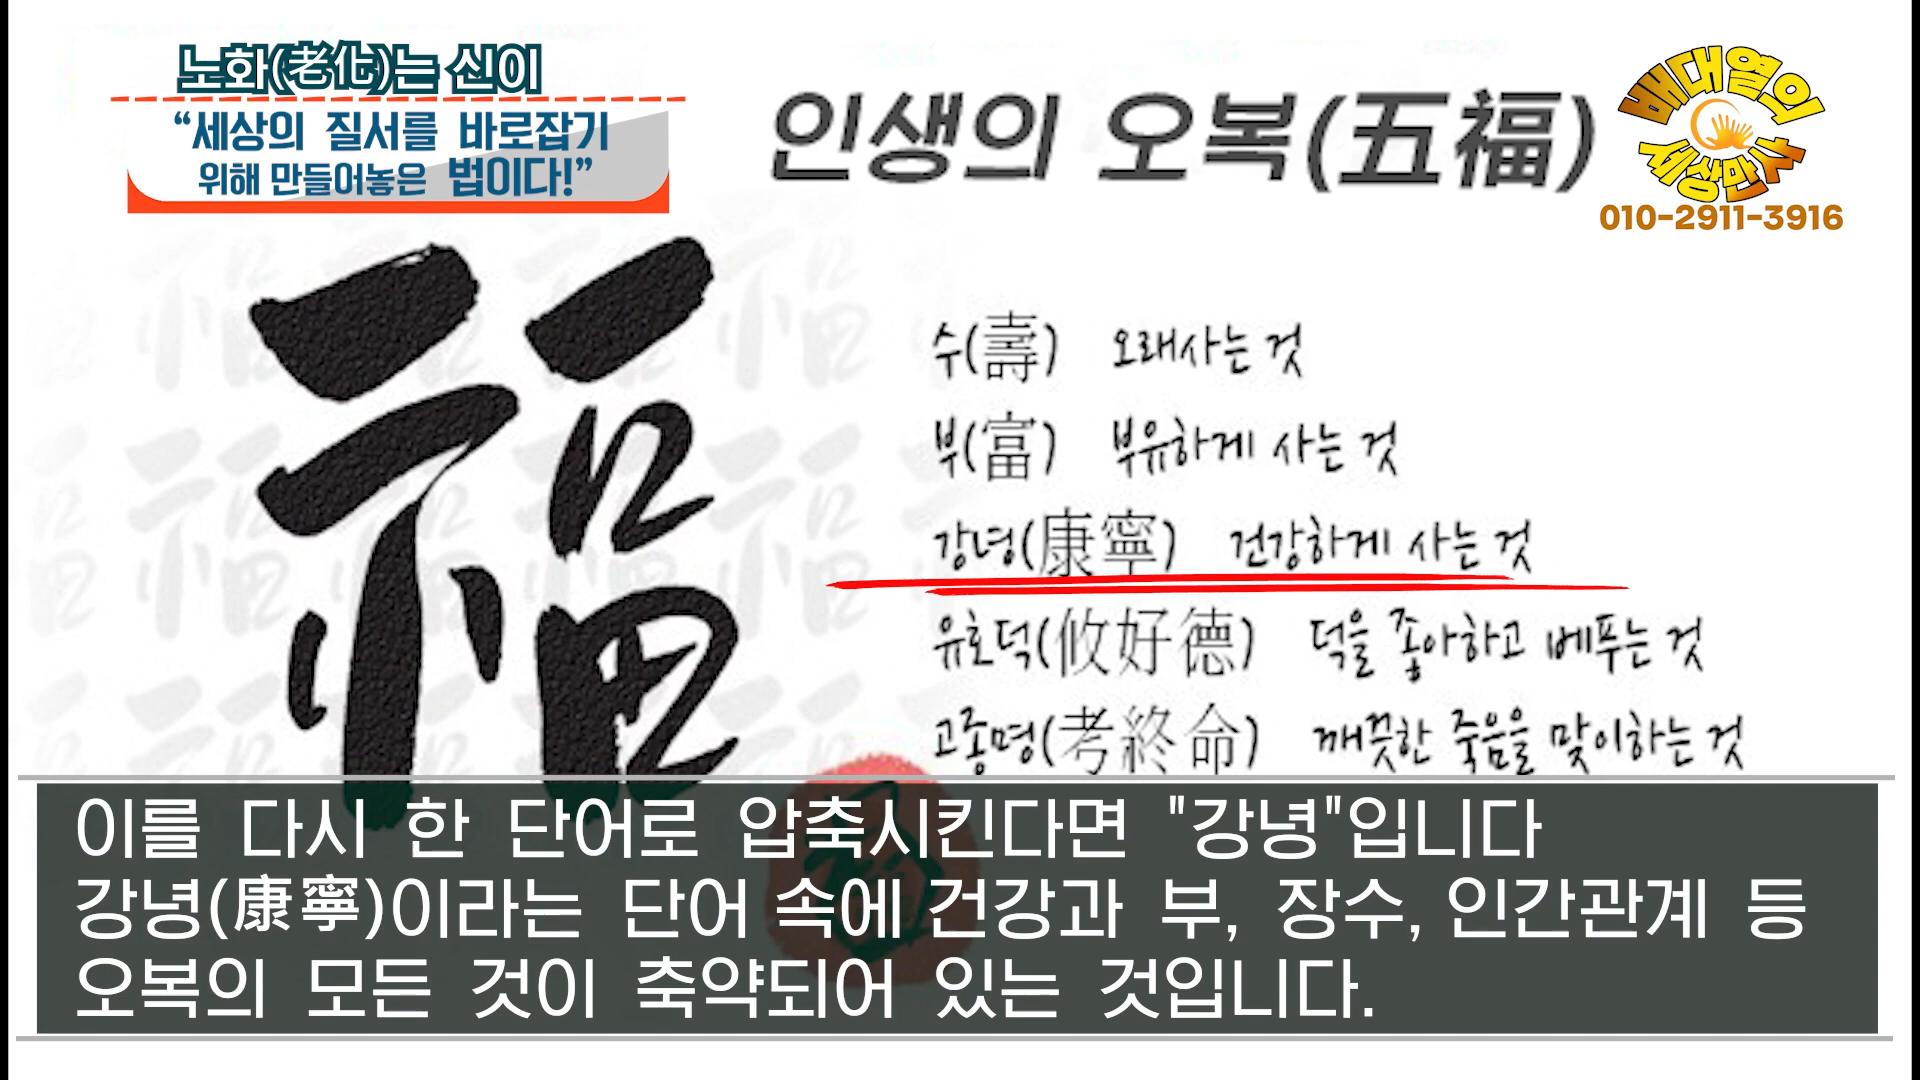 노화(老化)는 신이
“세상의 질서를 바로잡기
위해 만들어놓은 법이다!”
인생의 오복(五福)
배대열의
세상만사
010-2911-3916
福
수(壽) 오래사는 것
부(富) 부유하게 사는 것
강녕(康寧) 건강하게 사는 것
유호덕(攸好德) 덕을 좋아하고 베푸는 것
고종명(考終命) 깨끗한 죽음을 맞이하는 것
이를 다시 한 단어로 압축시킨다면 "강녕"입니다
강녕(康寧)이라는 단어 속에 건강과 부, 장수, 인간관계 등
오복의 모든 것이 축약되어 있는 것입니다.